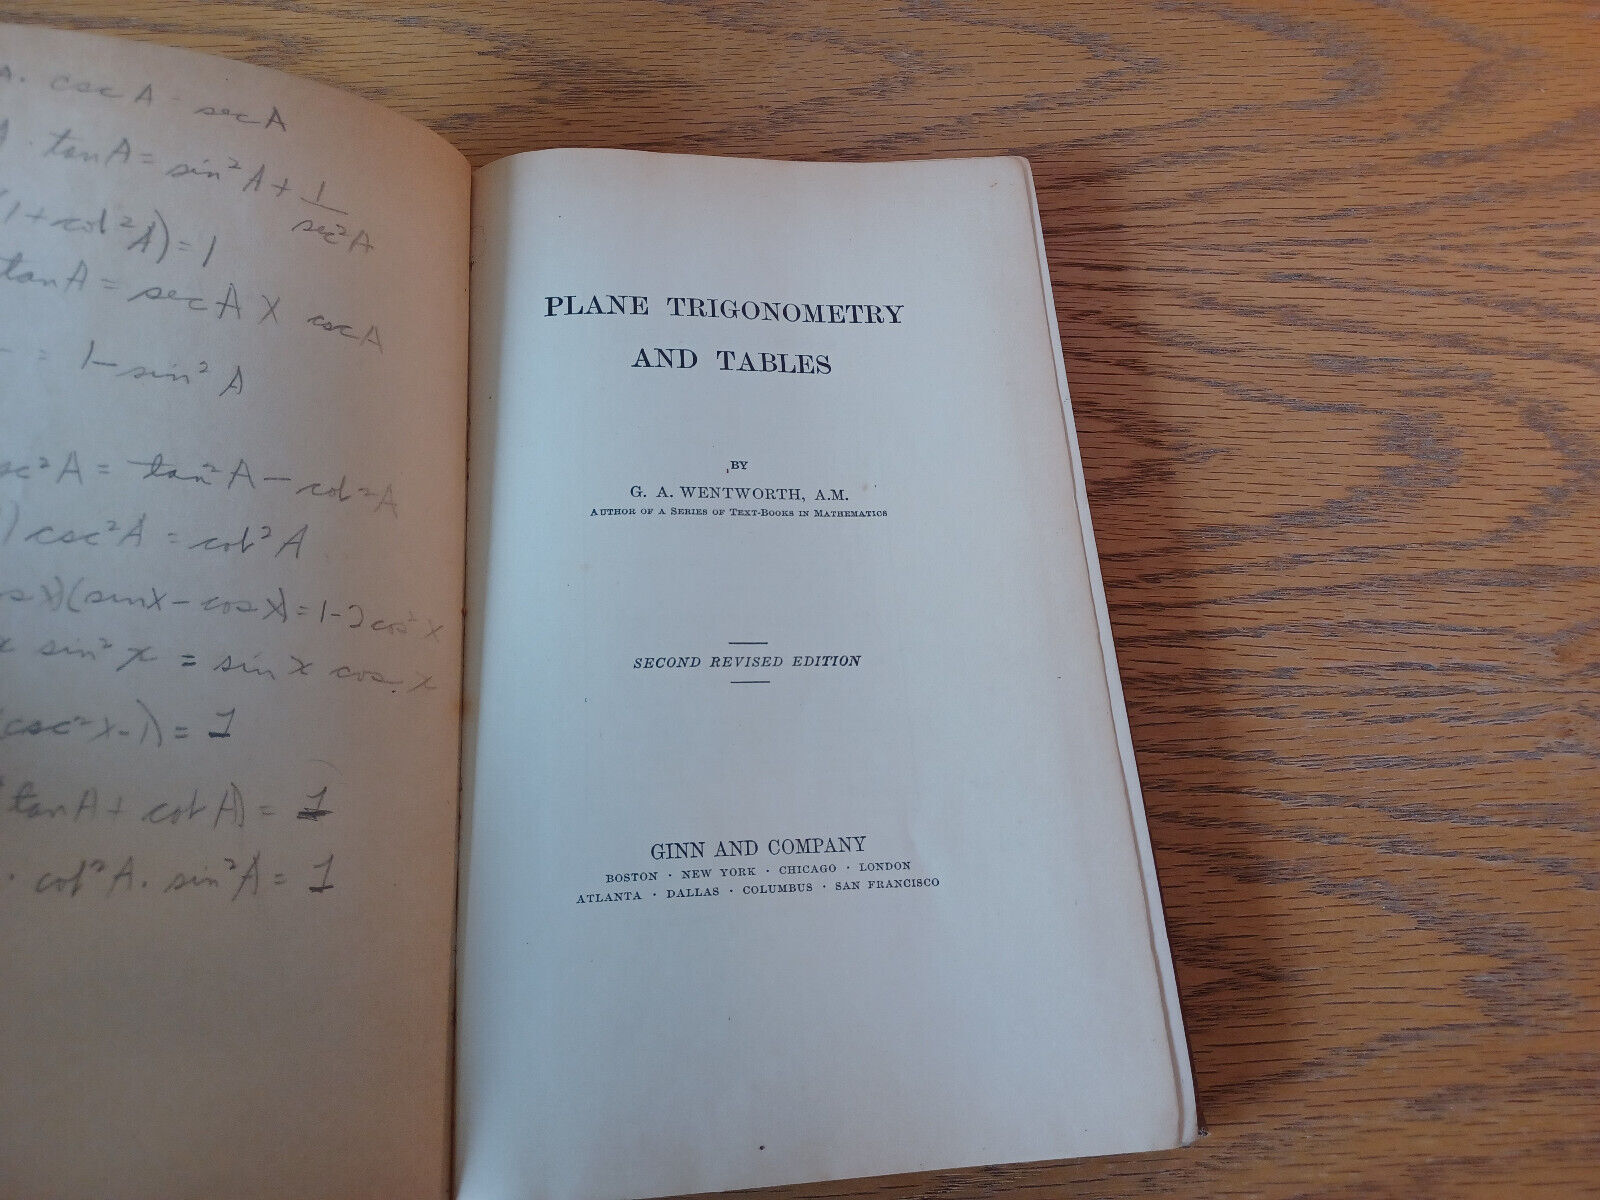 csc A · sec A
· tan A = sin² A + 1/sec² A
(1 + cot² A) = 1
tan A = sec A X csc A
= 1 - sin² A
sc² A = tan² A - cot² A
) csc² A = cot² A
os x)(sin x - cos x) = 1 - 2 cos² x
x sin² x = sin x cos x
(csc² x - 1) = 1
tan A + cot A) = 1
· cot² A · sin² A = 1
PLANE TRIGONOMETRY
AND TABLES
BY
G. A. WENTWORTH, A.M.
AUTHOR OF A SERIES OF TEXT-BOOKS IN MATHEMATICS
SECOND REVISED EDITION
GINN AND COMPANY
BOSTON · NEW YORK · CHICAGO · LONDON
ATLANTA · DALLAS · COLUMBUS · SAN FRANCISCO